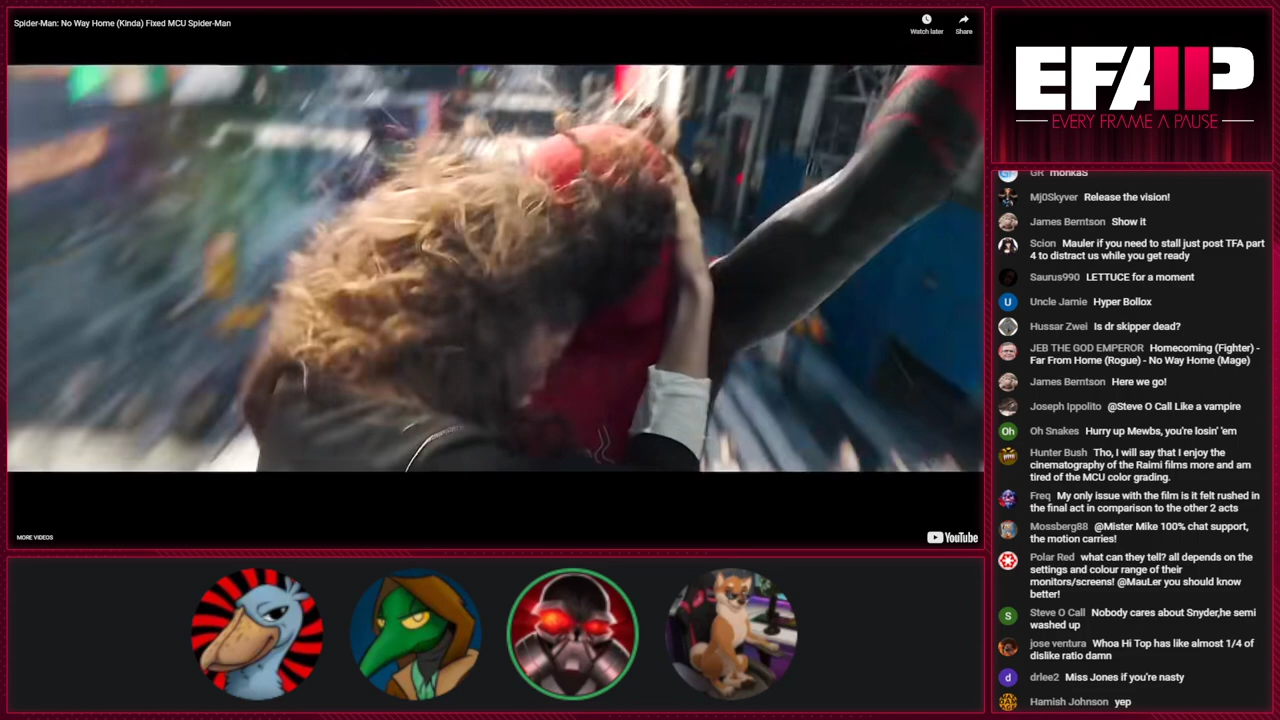 Spider-Man: No Way Home (Kinda) Fixed MCU Spider-Man
Watch later
Share
MORE VIDEOS
YouTube
EFAP
EVERY FRAME A PAUSE
GR monkaS
Mj0Skyver Release the vision!
James Berntson Show it
Scion Mauler if you need to stall just post TFA part
4 to distract us while you get ready
Saurus990 LETTUCE for a moment
U
Uncle Jamie Hyper Bollox
Hussar Zwei Is dr skipper dead?
JEB THE GOD EMPEROR Homecoming (Fighter) -
Far From Home (Rogue) - No Way Home (Mage)
James Berntson Here we go!
Joseph Ippolito @Steve O Call Like a vampire
Oh
Oh Snakes Hurry up Mewbs, you're losin' 'em
Hunter Bush Tho, I will say that I enjoy the
cinematography of the Raimi films more and am
tired of the MCU color grading.
Freq My only issue with the film is it felt rushed in
the final act in comparison to the other 2 acts
Mossberg88 @Mister Mike 100% chat support,
the motion carries!
Polar Red what can they tell? all depends on the
settings and colour range of their
monitors/screens! @MauLer you should know
better!
S
Steve O Call Nobody cares about Snyder,he semi
washed up
jose ventura Whoa Hi Top has like almost 1/4 of
dislike ratio damn
d
drlee2 Miss Jones if you're nasty
Hamish Johnson yep